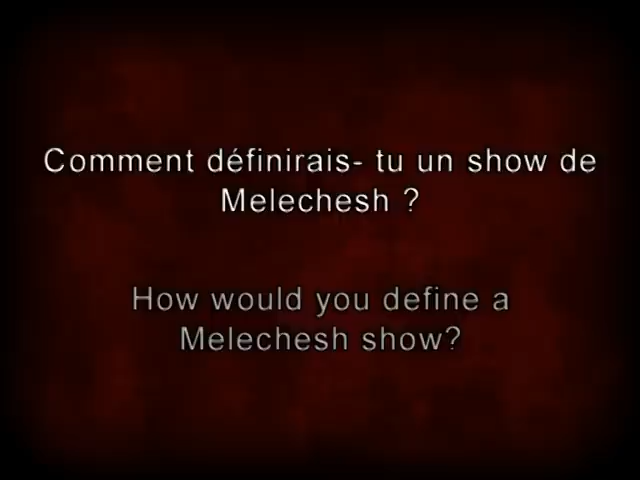 Comment définirais- tu un show de
Melechesh ?
How would you define a
Melechesh show?